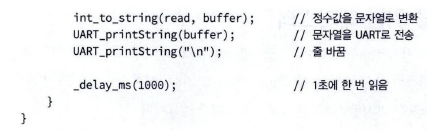 int_to_string(read, buffer);     // 정수값을 문자열로 변환
UART_printString(buffer);        // 문자열을 UART로 전송
UART_printString("\n");          // 줄 바꿈
_delay_ms(1000);                 // 1초에 한 번 읽음
}
}